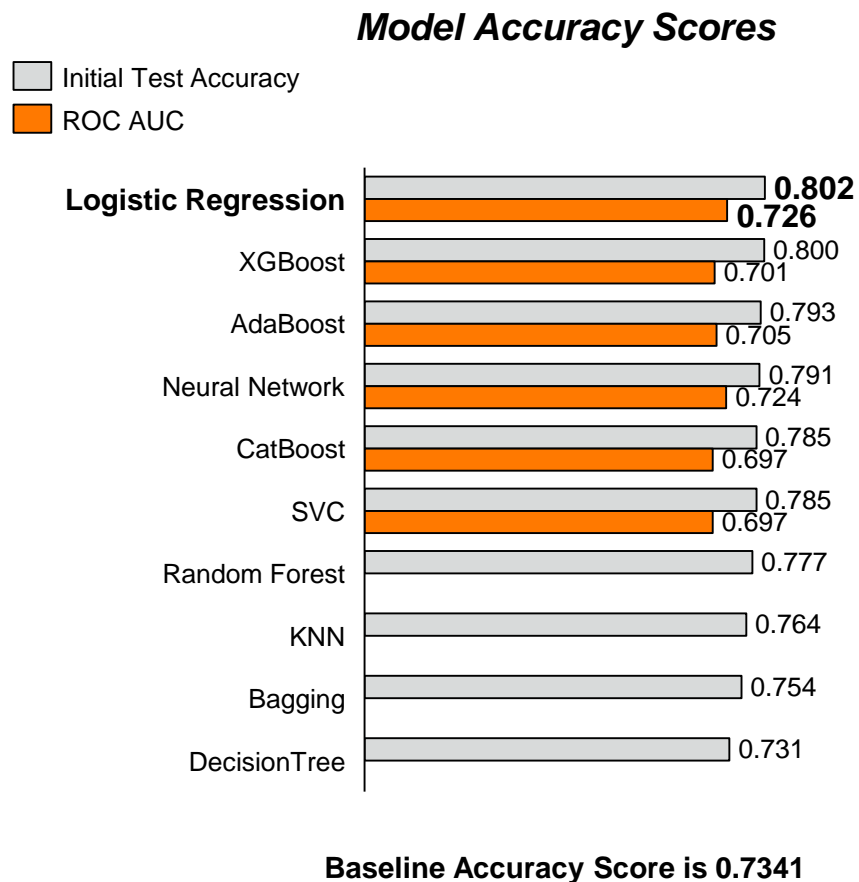 Model Accuracy Scores
Initial Test Accuracy
ROC AUC
Logistic Regression 0.802
0.726
XGBoost 0.800
0.701
AdaBoost 0.793
0.705
Neural Network 0.791
0.724
CatBoost 0.785
0.697
SVC 0.785
0.697
Random Forest 0.777
KNN 0.764
Bagging 0.754
DecisionTree 0.731
Baseline Accuracy Score is 0.7341